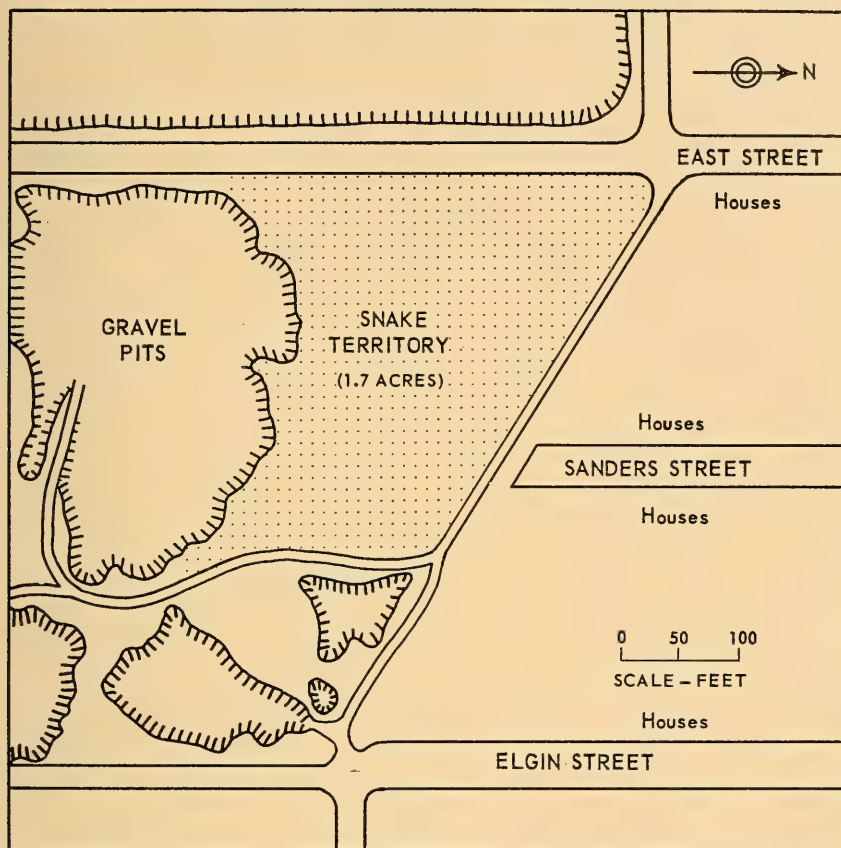 N
EAST STREET
Houses
GRAVEL
PITS
SNAKE
TERRITORY
(1.7 ACRES)
Houses
SANDERS STREET
Houses
0 50 100
SCALE – FEET
Houses
ELGIN STREET